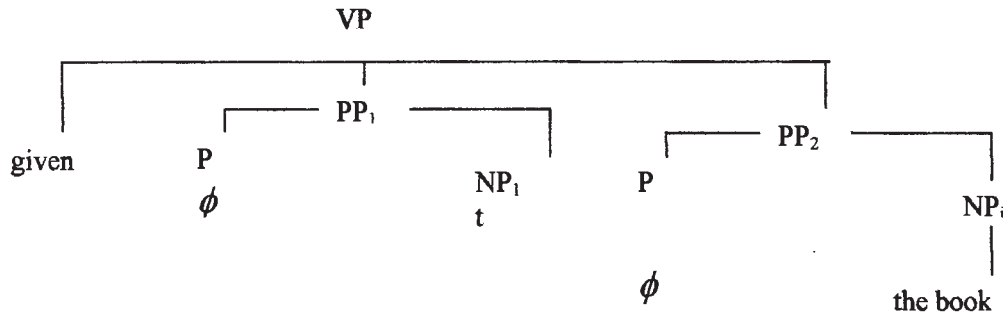 VP
PP₁
PP₂
given
P
ϕ
NP₁
t
P
NPᵢ
ϕ
the book